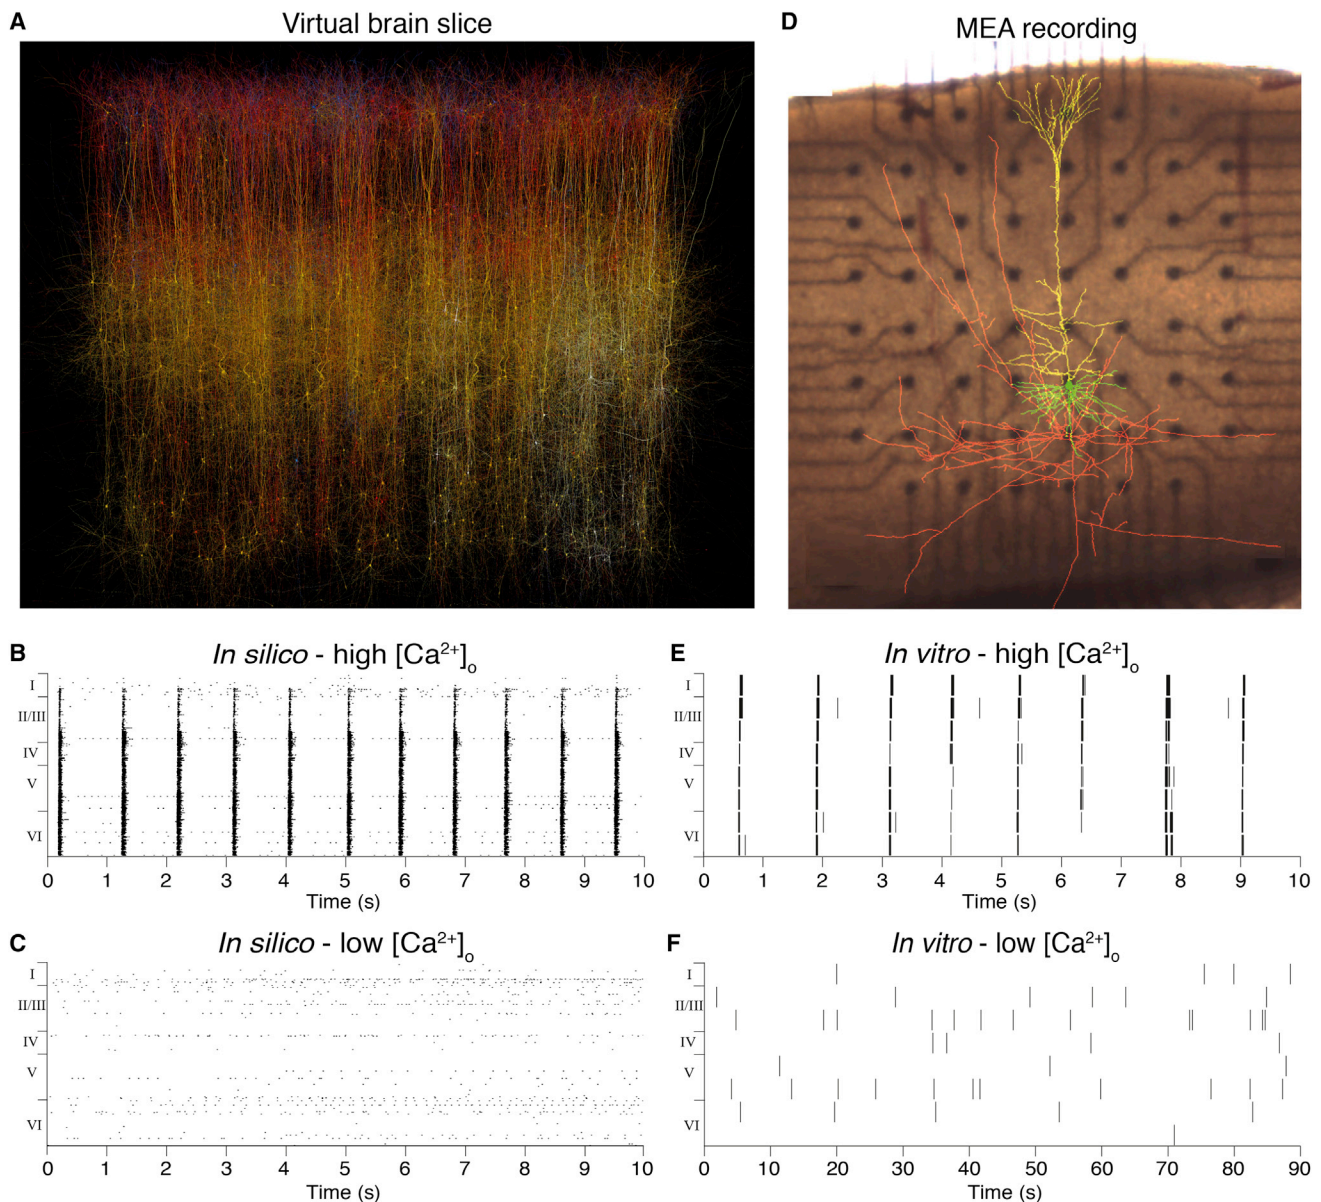 A
Virtual brain slice
D
MEA recording
B
In silico - high [Ca²⁺]ₒ
I
II/III
IV
V
VI
0 1 2 3 4 5 6 7 8 9 10
Time (s)
E
In vitro - high [Ca²⁺]ₒ
I
II/III
IV
V
VI
0 1 2 3 4 5 6 7 8 9 10
Time (s)
C
In silico - low [Ca²⁺]ₒ
I
II/III
IV
V
VI
0 1 2 3 4 5 6 7 8 9 10
Time (s)
F
In vitro - low [Ca²⁺]ₒ
I
II/III
IV
V
VI
0 10 20 30 40 50 60 70 80 90
Time (s)